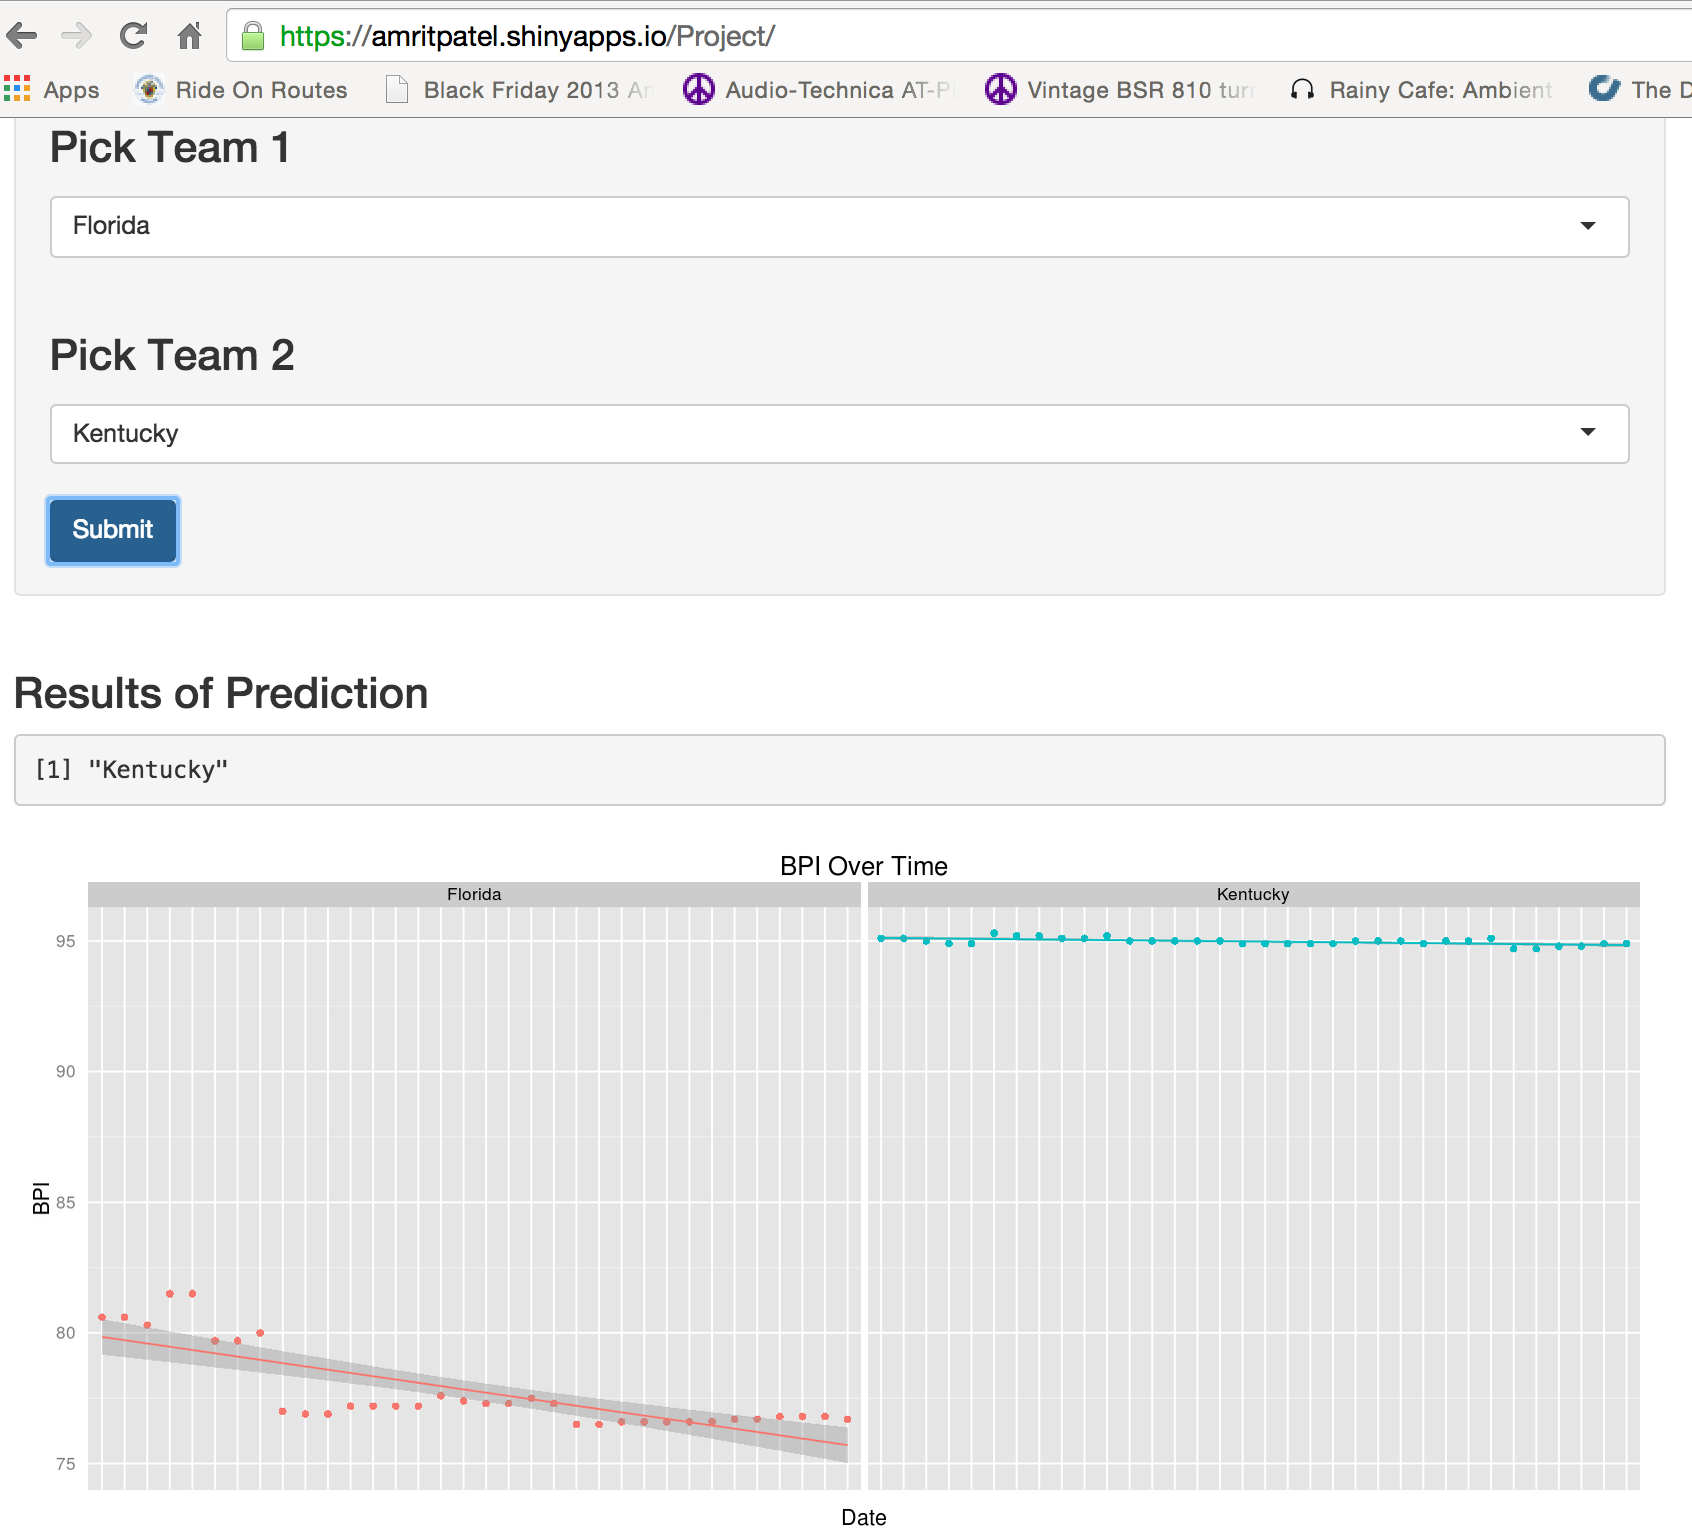 https://amritpatel.shinyapps.io/Project/
Apps Ride On Routes Black Friday 2013 Audio-Technica AT-P Vintage BSR 810 Rainy Cafe: Ambient The
Pick Team 1
Florida
Pick Team 2
Kentucky
Submit
Results of Prediction
[1] "Kentucky"
BPI Over Time
Florida Kentucky
95
90
85
80
75
BPI
Date